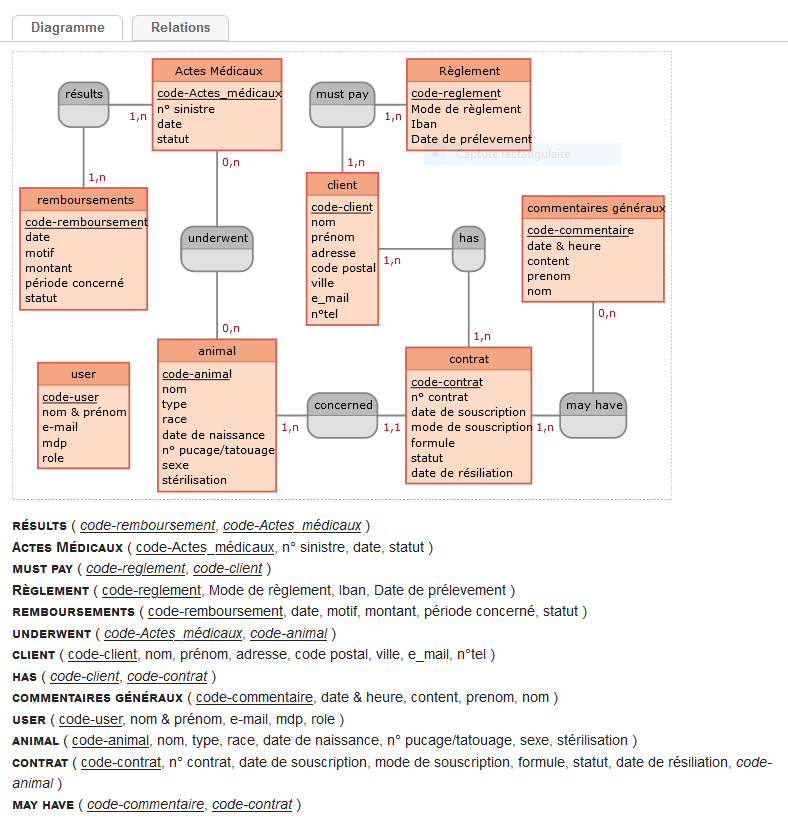 Diagramme
Relations
résults
Actes Médicaux
code-Actes_médicaux
n° sinistre
date
statut
1,n
must pay
Règlement
code-reglement
Mode de règlement
Iban
Date de prélevement
1,n
Capture rectangulaire
1,n
0,n
1,n
remboursements
code-remboursement
date
motif
montant
période concerné
statut
underwent
client
code-client
nom
prénom
adresse
code postal
ville
e_mail
n°tel
1,n
has
commentaires généraux
code-commentaire
date & heure
content
prenom
nom
0,n
1,n
0,n
user
code-user
nom & prénom
e-mail
mdp
role
animal
code-animal
nom
type
race
date de naissance
n° pucage/tatouage
sexe
stérilisation
1,n
concerned
1,1
contrat
code-contrat
n° contrat
date de souscription
mode de souscription
formule
statut
date de résiliation
1,n
may have
RÉSULTS ( code-remboursement, code-Actes_médicaux )
ACTES MÉDICAUX ( code-Actes_médicaux, n° sinistre, date, statut )
MUST PAY ( code-reglement, code-client )
RÈGLEMENT ( code-reglement, Mode de règlement, Iban, Date de prélevement )
REMBOURSEMENTS ( code-remboursement, date, motif, montant, période concerné, statut )
UNDERWENT ( code-Actes_médicaux, code-animal )
CLIENT ( code-client, nom, prénom, adresse, code postal, ville, e_mail, n°tel )
HAS ( code-client, code-contrat )
COMMENTAIRES GÉNÉRAUX ( code-commentaire, date & heure, content, prenom, nom )
USER ( code-user, nom & prénom, e-mail, mdp, role )
ANIMAL ( code-animal, nom, type, race, date de naissance, n° pucage/tatouage, sexe, stérilisation )
CONTRAT ( code-contrat, n° contrat, date de souscription, mode de souscription, formule, statut, date de résiliation, code-
animal )
MAY HAVE ( code-commentaire, code-contrat )